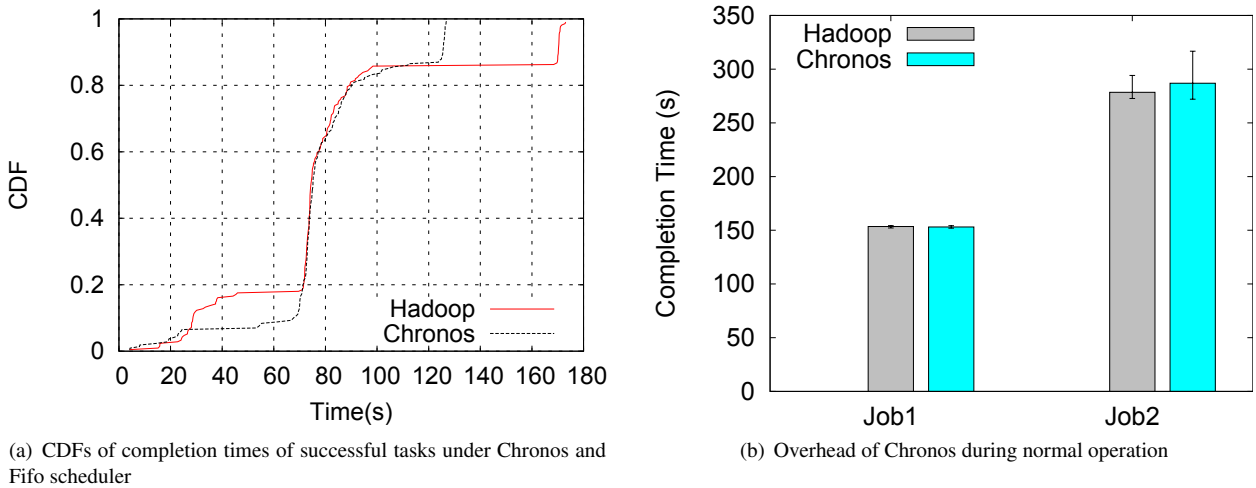 1
0.8
0.6
0.4
0.2
0
CDF
0 20 40 60 80 100 120 140 160 180
Time(s)
Hadoop
Chronos
(a) CDFs of completion times of successful tasks under Chronos and
Fifo scheduler
350
300
250
200
150
100
50
0
Completion Time (s)
Hadoop
Chronos
Job1 Job2
(b) Overhead of Chronos during normal operation